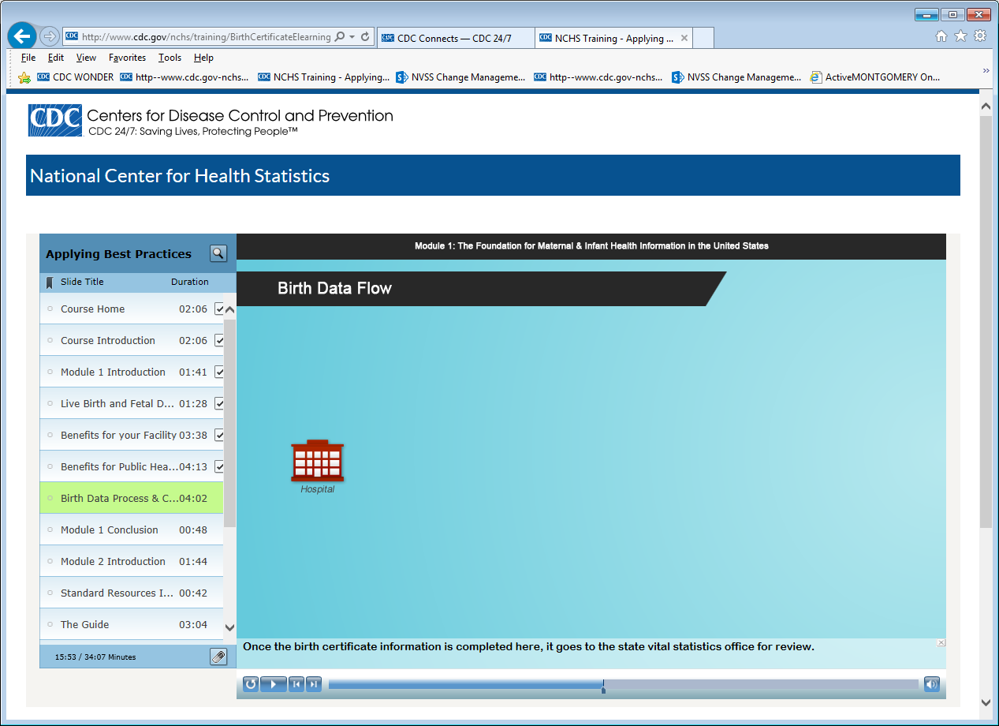 http://www.cdc.gov/nchs/training/BirthCertificateElearning
CDC Connects — CDC 24/7
NCHS Training - Applying ...
File Edit View Favorites Tools Help
CDC WONDER
http--www.cdc.gov-nchs...
NCHS Training - Applying...
NVSS Change Manageme...
http--www.cdc.gov-nchs...
NVSS Change Manageme...
ActiveMONTGOMERY On...
CDC Centers for Disease Control and Prevention
CDC 24/7: Saving Lives, Protecting People™
National Center for Health Statistics
Applying Best Practices
Slide Title Duration
Course Home 02:06
Course Introduction 02:06
Module 1 Introduction 01:41
Live Birth and Fetal D... 01:28
Benefits for your Facility 03:38
Benefits for Public Hea... 04:13
Birth Data Process & C... 04:02
Module 1 Conclusion 00:48
Module 2 Introduction 01:44
Standard Resources I... 00:42
The Guide 03:04
15:53 / 34:07 Minutes
Module 1: The Foundation for Maternal & Infant Health Information in the United States
Birth Data Flow
Hospital
Once the birth certificate information is completed here, it goes to the state vital statistics office for review.